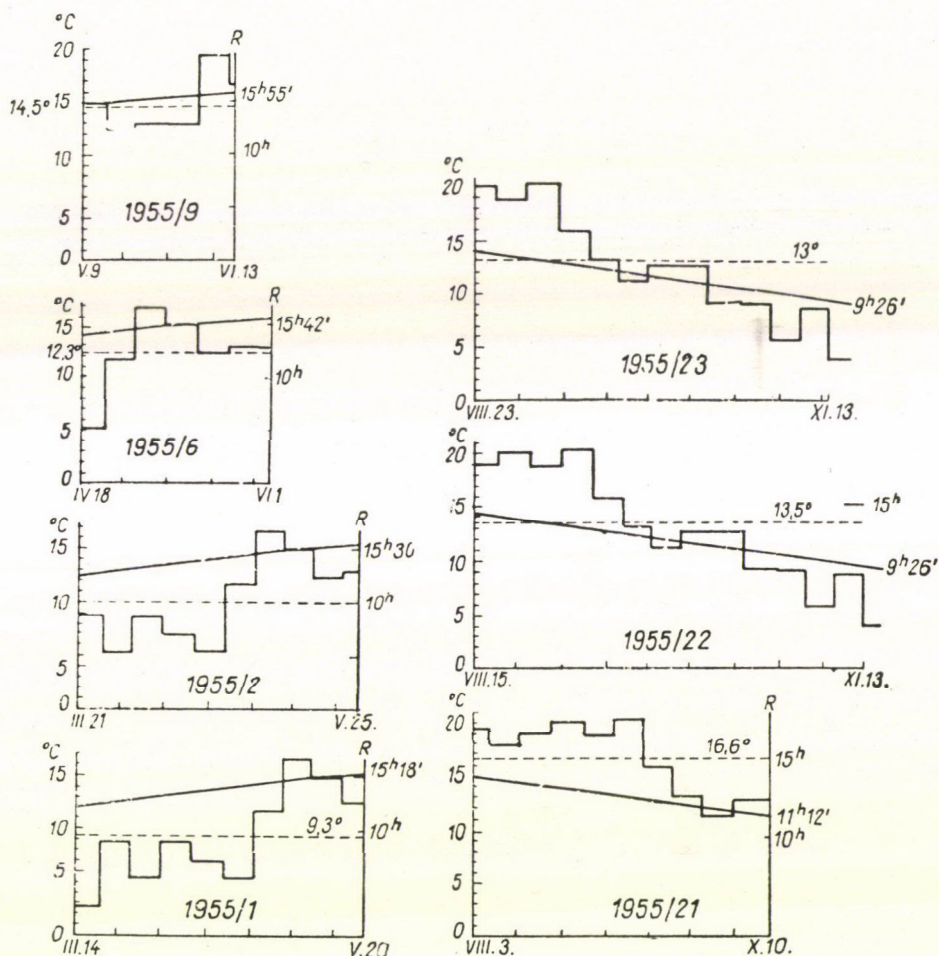 °C
R
20
15
10
5
0
14,5°
15ʰ55'
10ʰ
1955/9
V.9
VI.13
°C
R
15
10
5
0
12,3°
15ʰ42'
10ʰ
1955/6
IV 18
VI 1
°C
R
15
10
5
0
15ʰ30
10ʰ
1955/2
III 21
V.25.
°C
R
15
10
5
0
9,3°
15ʰ18'
10ʰ
1955/1
III.14
V.20
°C
20
15
10
5
0
13°
9ʰ26'
1955/23
VIII.23.
XI.13.
°C
20
15
10
5
0
13,5°
15ʰ
9ʰ26'
1955/22
VIII.15.
XI.13.
°C
R
20
15
10
5
0
16,6°
15ʰ
11ʰ12'
10ʰ
1955/21
VIII.3.
X.10.